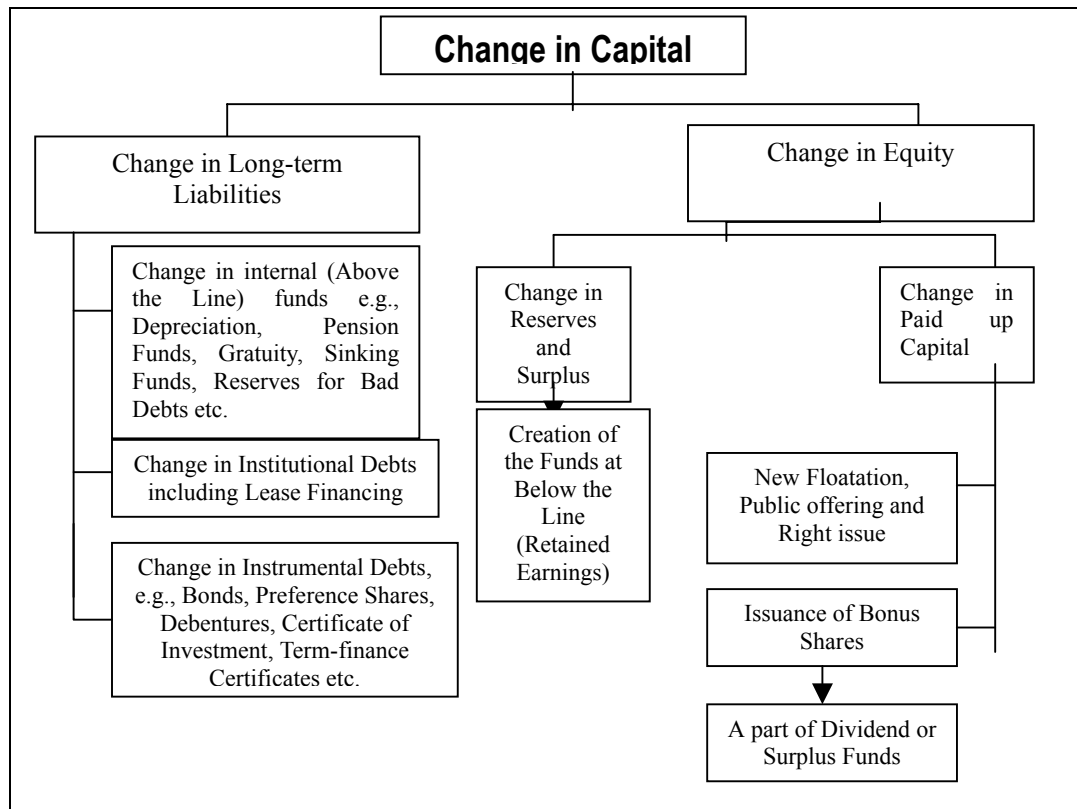 Change in Capital
Change in Long-term
Liabilities
Change in internal (Above
the Line) funds e.g.,
Depreciation, Pension
Funds, Gratuity, Sinking
Funds, Reserves for Bad
Debts etc.
Change in Institutional Debts
including Lease Financing
Change in Instrumental Debts,
e.g., Bonds, Preference Shares,
Debentures, Certificate of
Investment, Term-finance
Certificates etc.
Change in Equity
Change in
Reserves
and
Surplus
Creation of
the Funds at
Below the
Line
(Retained
Earnings)
Change in
Paid up
Capital
New Floatation,
Public offering and
Right issue
Issuance of Bonus
Shares
A part of Dividend or
Surplus Funds